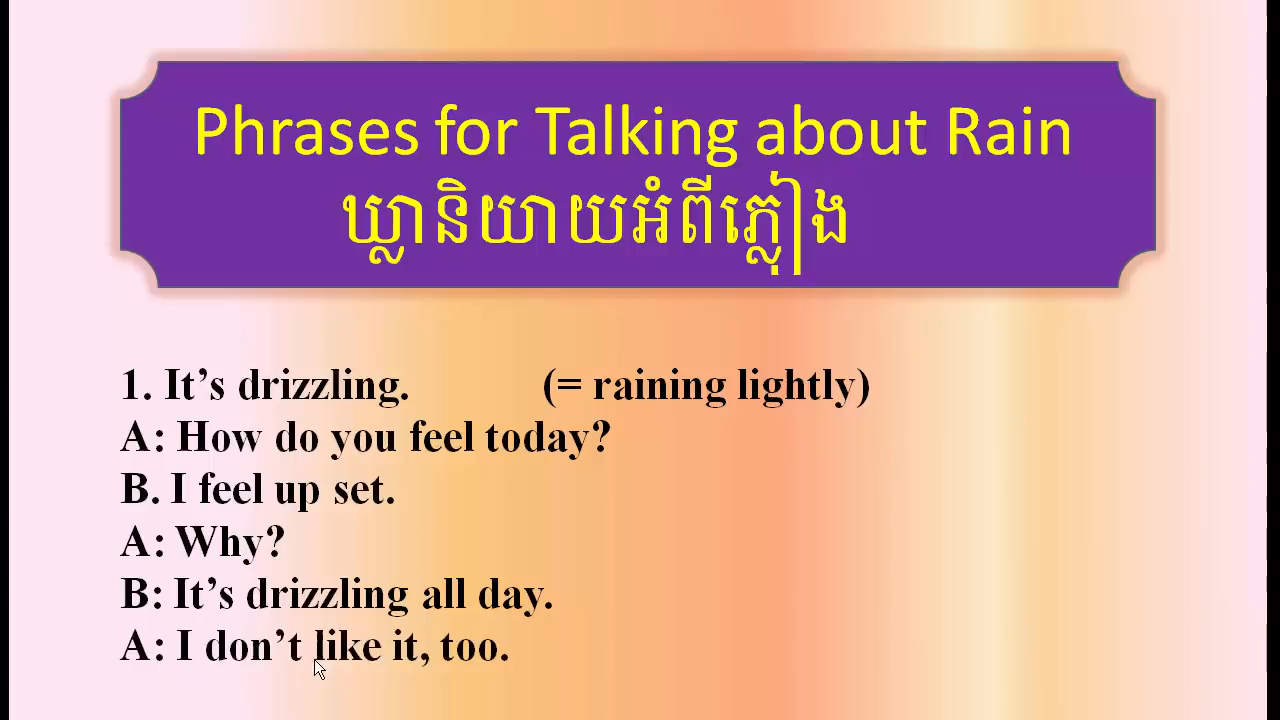 Phrases for Talking about Rain
ឃ្លានិយាយអំពីភ្លៀង
1. It’s drizzling. (= raining lightly)
A: How do you feel today?
B. I feel up set.
A: Why?
B: It’s drizzling all day.
A: I don’t like it, too.